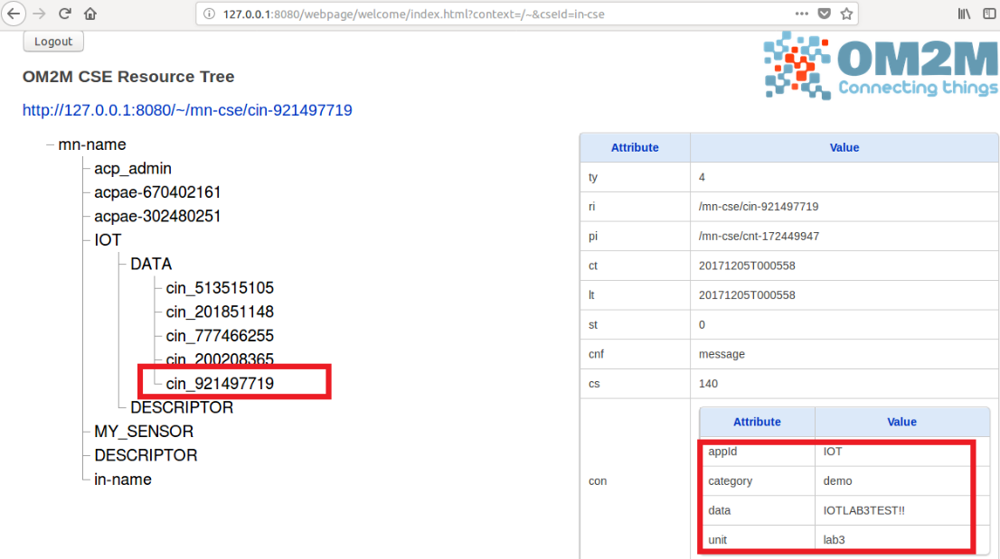 127.0.0.1:8080/webpage/welcome/index.html?context=/~&cseId=in-cse
Logout
OM2M CSE Resource Tree
OM2M
Connecting things
http://127.0.0.1:8080/~/mn-cse/cin-921497719
mn-name
acp_admin
acpae-670402161
acpae-302480251
IOT
DATA
cin_513515105
cin_201851148
cin_777466255
cin_200208365
cin_921497719
DESCRIPTOR
MY_SENSOR
DESCRIPTOR
in-name
Attribute Value
ty 4
ri /mn-cse/cin-921497719
pi /mn-cse/cnt-172449947
ct 20171205T000558
lt 20171205T000558
st 0
cnf message
cs 140
con
Attribute Value
appId IOT
category demo
data IOTLAB3TEST!!
unit lab3